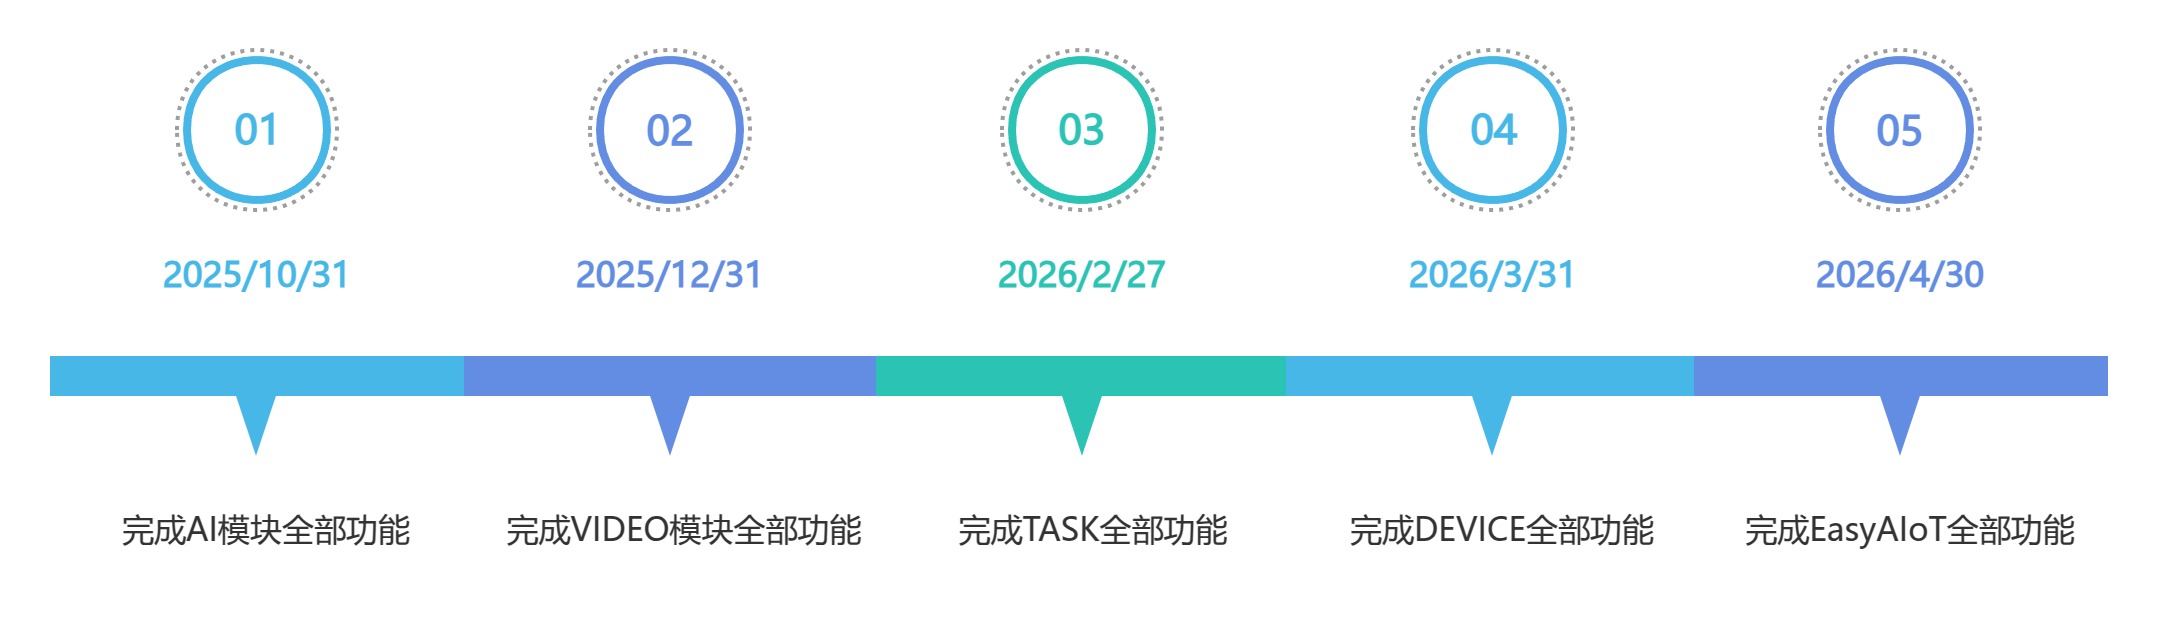 01
02
03
04
05
2025/10/31
2025/12/31
2026/2/27
2026/3/31
2026/4/30
完成AI模块全部功能
完成VIDEO模块全部功能
完成TASK全部功能
完成DEVICE全部功能
完成EasyAIoT全部功能